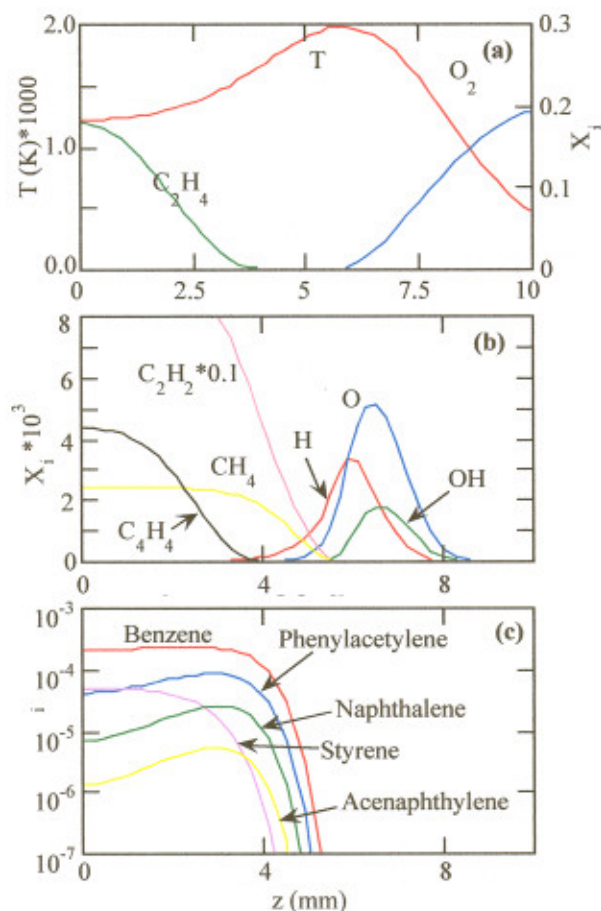 2.0
1.0
0.0
T (K)*1000
(a)
T
O2
C2H4
0.3
0.2
0.1
0
Xi
0
2.5
5
7.5
10
8
6
4
2
0
Xi *10^3
(b)
C2H2*0.1
O
H
CH4
OH
C4H4
0
4
8
10^-3
10^-4
10^-5
10^-6
10^-7
i
Benzene
(c)
Phenylacetylene
Naphthalene
Styrene
Acenaphthylene
0
4
8
z (mm)